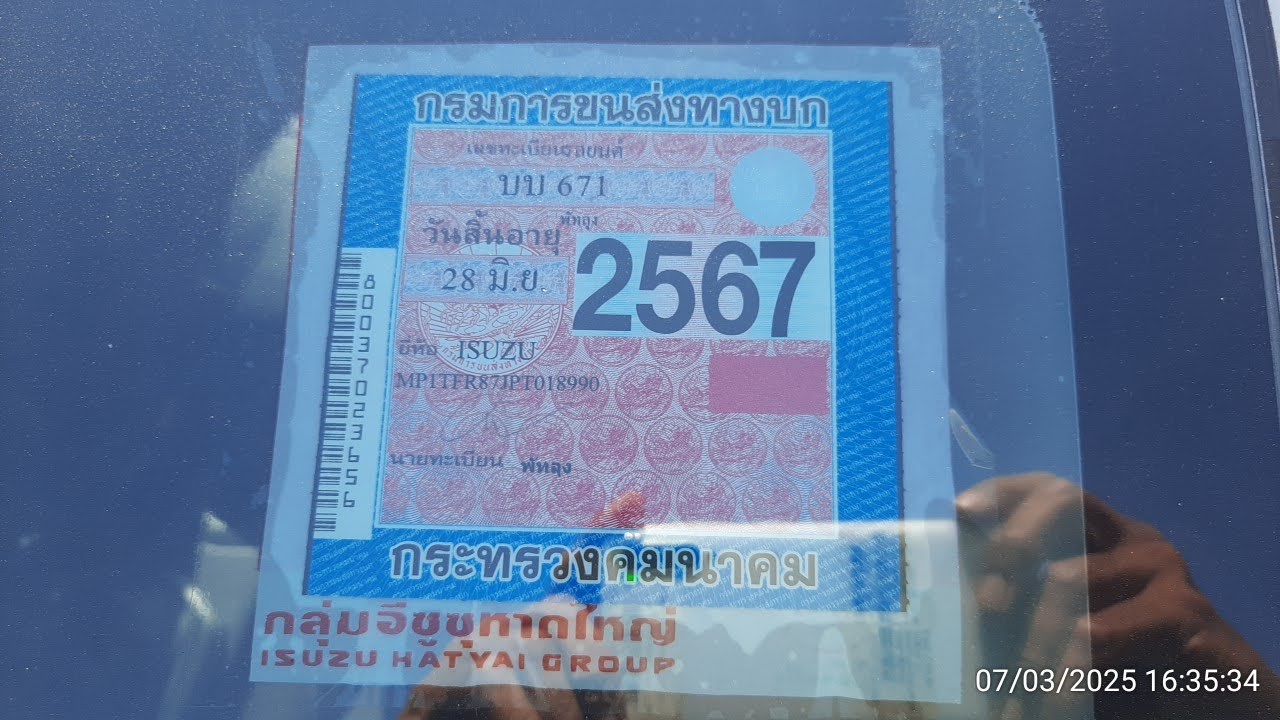 กรมการขนส่งทางบก
เลขทะเบียนรถยนต์
บบ 671
พัทลุง
วันสิ้นอายุ
28 มิ.ย. 2567
ยี่ห้อ ISUZU
MP1TFR87JPT018990
นายทะเบียน พัทลุง
80037023656
กระทรวงคมนาคม
กลุ่มอีซูซุหาดใหญ่
ISUZU HATYAI GROUP
07/03/2025 16:35:34